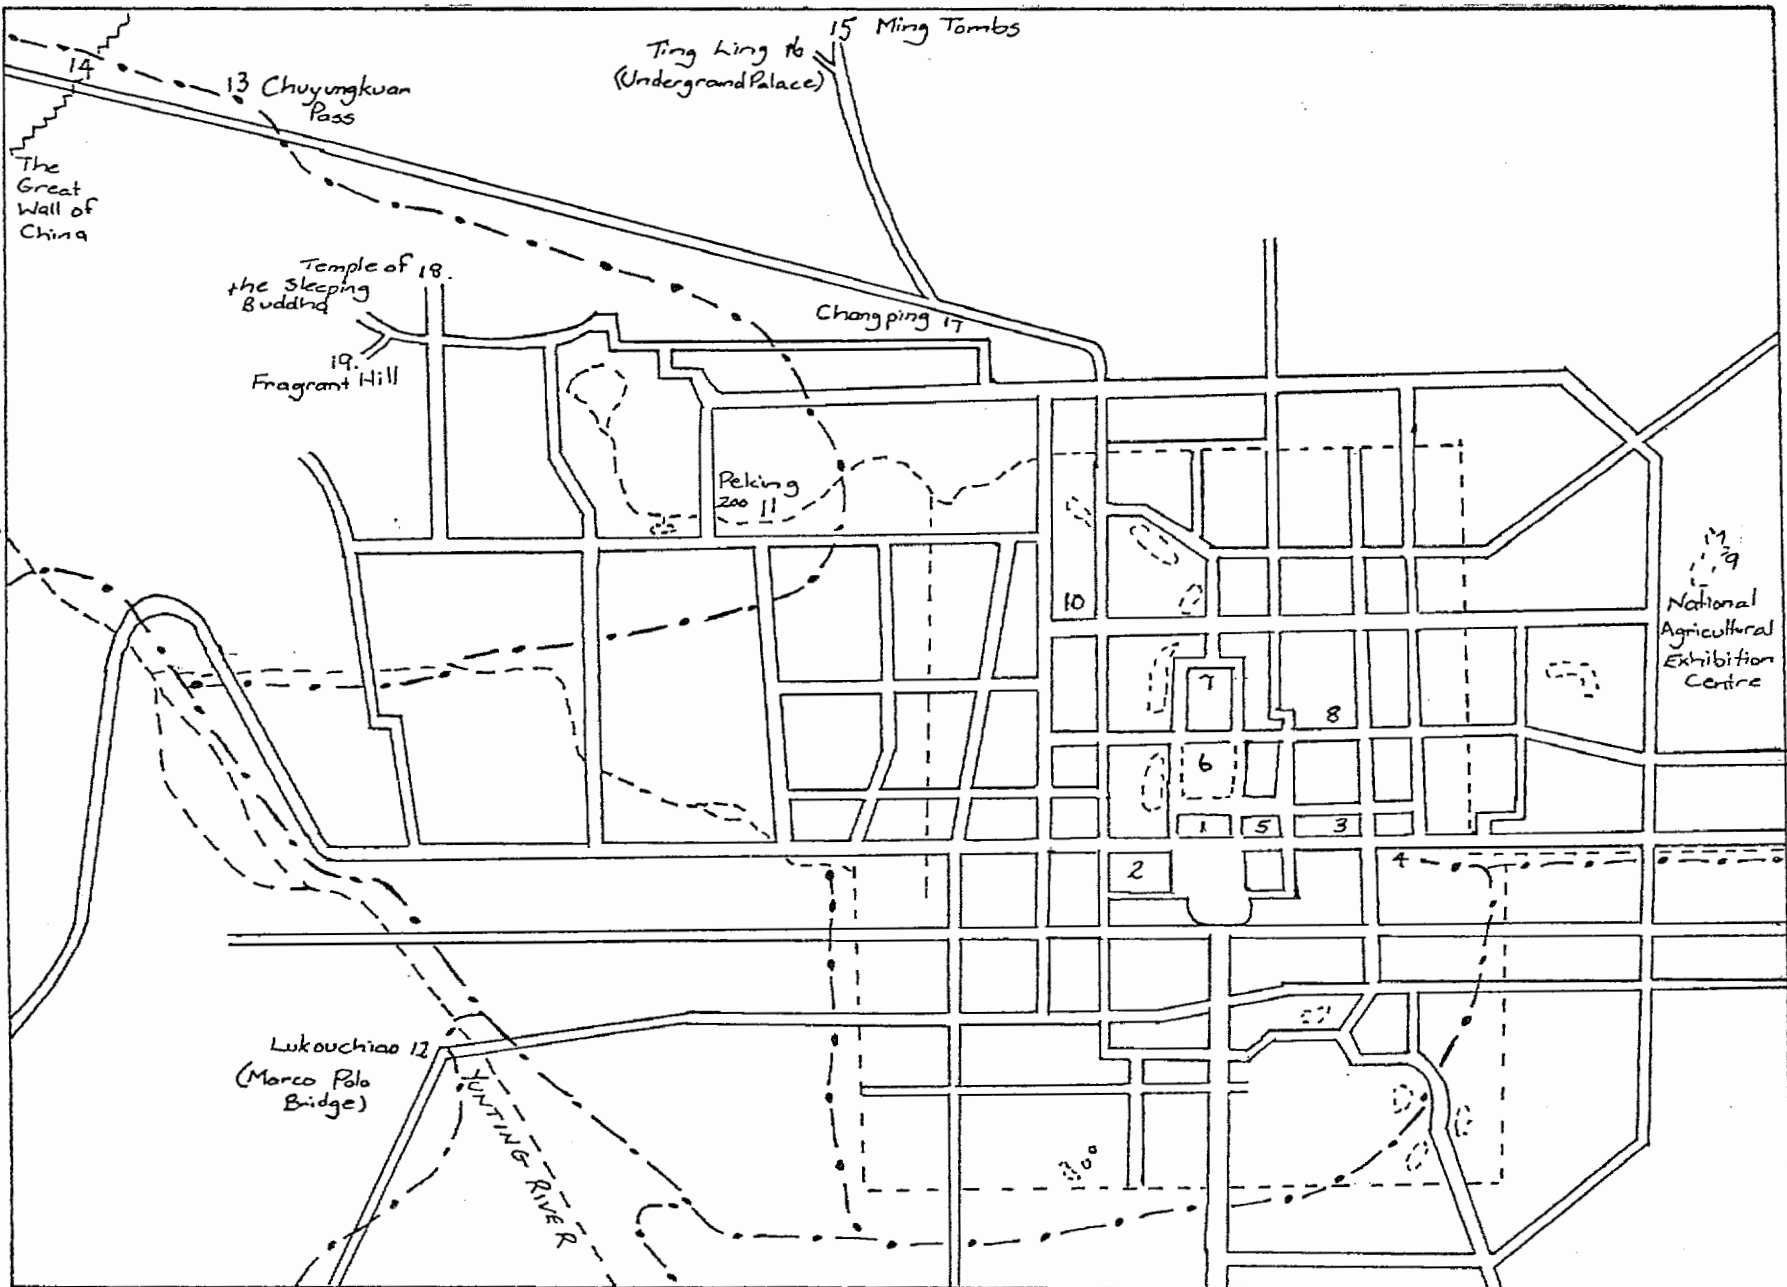 15 Ming Tombs
Ting Ling 16
(Undergrand Palace)
14
13 Chuyungkuan
Pass
The
Great
Wall of
China
Temple of 18.
the Sleeping
Buddha
Changping 17
19.
Fragrant Hill
Peking
Zoo 11
9
National
Agricultural
Exhibition
Centre
10
7
8
6
1
5
3
2
4
Lukouchiao 12
(Marco Polo
Bridge)
YUNTING RIVER